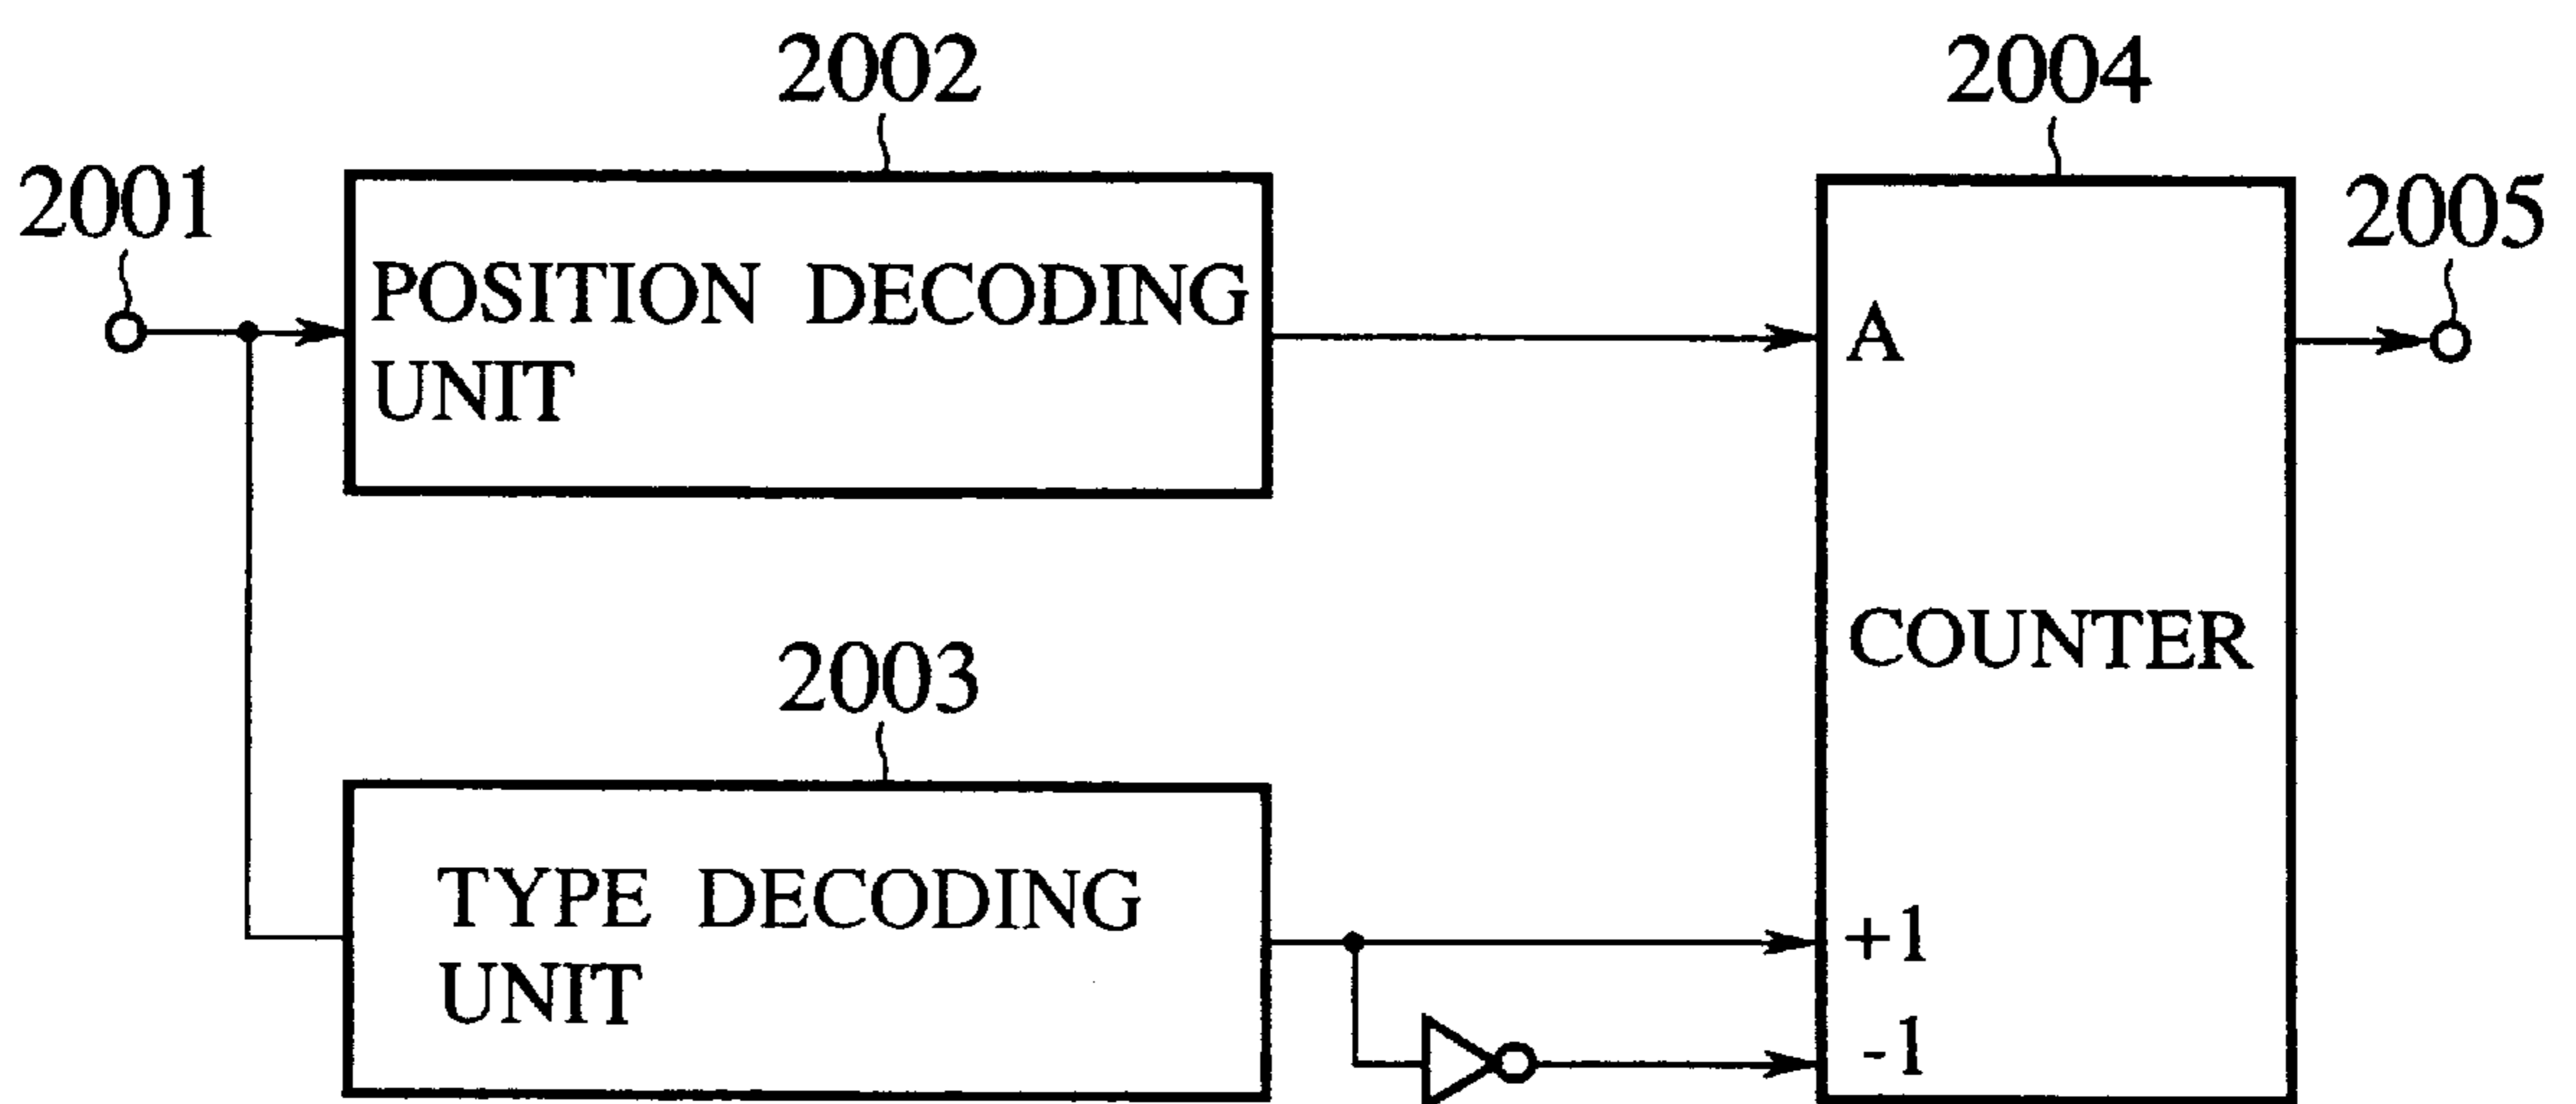 2002
2004
2001
2005
POSITION DECODING
UNIT
A
COUNTER
2003
TYPE DECODING
UNIT
+1
-1